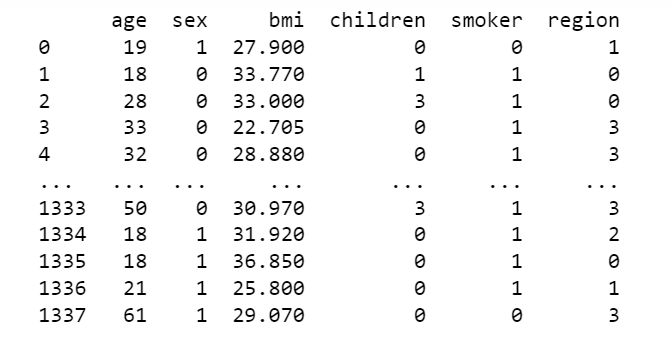 age sex bmi children smoker region
0 19 1 27.900 0 0 1
1 18 0 33.770 1 1 0
2 28 0 33.000 3 1 0
3 33 0 22.705 0 1 3
4 32 0 28.880 0 1 3
... ... ... ... ... ... ...
1333 50 0 30.970 3 1 3
1334 18 1 31.920 0 1 2
1335 18 1 36.850 0 1 0
1336 21 1 25.800 0 1 1
1337 61 1 29.070 0 0 3